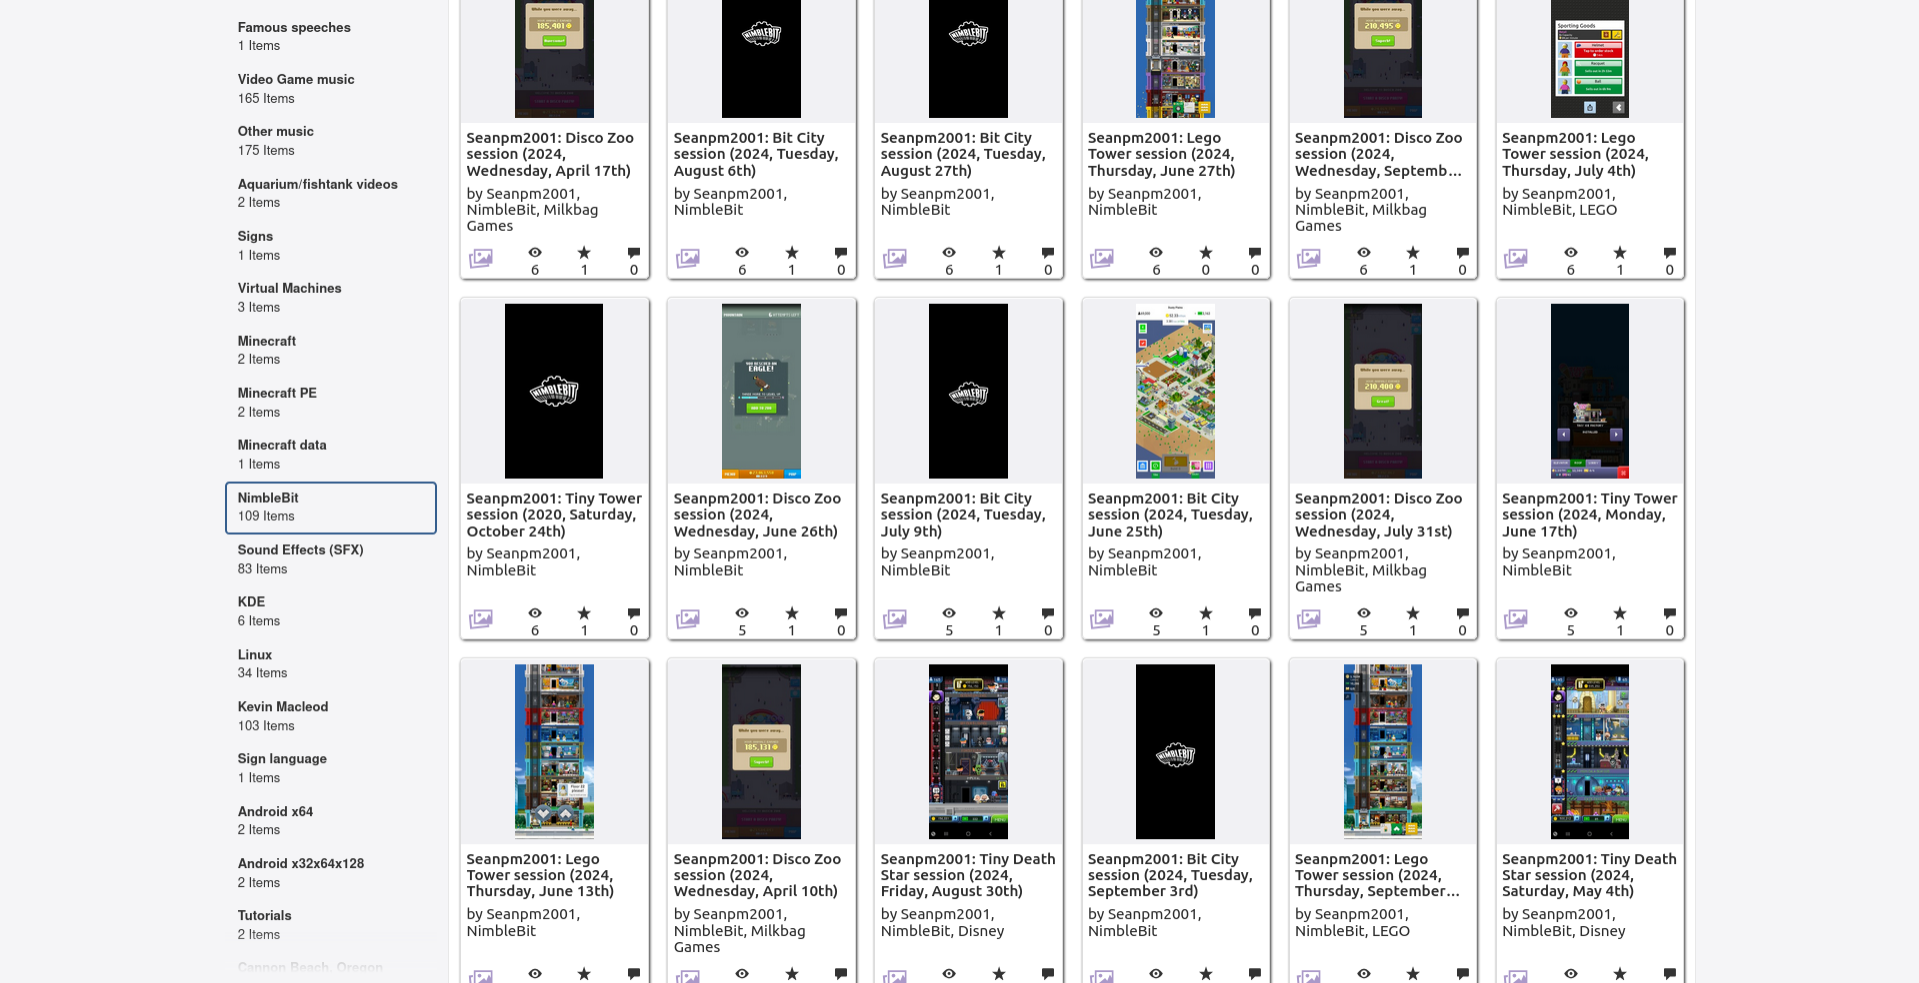 Famous speeches
1 Items
Video Game music
165 Items
Other music
175 Items
Aquarium/fishtank videos
2 Items
Signs
1 Items
Virtual Machines
3 Items
Minecraft
2 Items
Minecraft PE
2 Items
Minecraft data
1 Items
NimbleBit
109 Items
Sound Effects (SFX)
83 Items
KDE
6 Items
Linux
34 Items
Kevin Macleod
103 Items
Sign language
1 Items
Android x64
2 Items
Android x32x64x128
2 Items
Tutorials
2 Items
Cannon Beach, Oregon
While you were away...
185,401
NIMBLEBIT
NIMBLEBIT
While you were away...
210,495
Sporting Goods
Seanpm2001: Disco Zoo
session (2024,
Wednesday, April 17th)
by Seanpm2001,
NimbleBit, Milkbag
Games
6 1 0
Seanpm2001: Bit City
session (2024, Tuesday,
August 6th)
by Seanpm2001,
NimbleBit
6 1 0
Seanpm2001: Bit City
session (2024, Tuesday,
August 27th)
by Seanpm2001,
NimbleBit
6 1 0
Seanpm2001: Lego
Tower session (2024,
Thursday, June 27th)
by Seanpm2001,
NimbleBit
6 0 0
Seanpm2001: Disco Zoo
session (2024,
Wednesday, Septemb...
by Seanpm2001,
NimbleBit, Milkbag
Games
6 1 0
Seanpm2001: Lego
Tower session (2024,
Thursday, July 4th)
by Seanpm2001,
NimbleBit, LEGO
6 1 0
NIMBLEBIT
EAGLE!
NIMBLEBIT
While you were away...
210,400
Seanpm2001: Tiny Tower
session (2020, Saturday,
October 24th)
by Seanpm2001,
NimbleBit
6 1 0
Seanpm2001: Disco Zoo
session (2024,
Wednesday, June 26th)
by Seanpm2001,
NimbleBit
5 1 0
Seanpm2001: Bit City
session (2024, Tuesday,
July 9th)
by Seanpm2001,
NimbleBit
5 1 0
Seanpm2001: Bit City
session (2024, Tuesday,
June 25th)
by Seanpm2001,
NimbleBit
5 1 0
Seanpm2001: Disco Zoo
session (2024,
Wednesday, July 31st)
by Seanpm2001,
NimbleBit, Milkbag
Games
5 1 0
Seanpm2001: Tiny Tower
session (2024, Monday,
June 17th)
by Seanpm2001,
NimbleBit
5 1 0
While you were away...
185,131
NIMBLEBIT
Seanpm2001: Lego
Tower session (2024,
Thursday, June 13th)
by Seanpm2001,
NimbleBit
Seanpm2001: Disco Zoo
session (2024,
Wednesday, April 10th)
by Seanpm2001,
NimbleBit, Milkbag
Games
Seanpm2001: Tiny Death
Star session (2024,
Friday, August 30th)
by Seanpm2001,
NimbleBit, Disney
Seanpm2001: Bit City
session (2024, Tuesday,
September 3rd)
by Seanpm2001,
NimbleBit
Seanpm2001: Lego
Tower session (2024,
Thursday, September...
by Seanpm2001,
NimbleBit, LEGO
Seanpm2001: Tiny Death
Star session (2024,
Saturday, May 4th)
by Seanpm2001,
NimbleBit, Disney